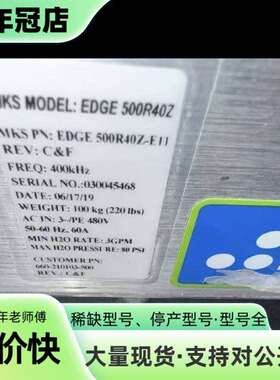 年冠店
MKS MODEL: EDGE 500R40Z
MKS PN: EDGE 500R40Z-E11
REV: C&F
FREQ: 400kHz
SERIAL NO.: 030045468
DATE: 06/17/19
WEIGHT: 100 kg (220 lbs)
AC IN: 3~/PE 480V
50-60 Hz, 60A
MIN H2O RATE: 3GPM
MAX H2O PRESSURE: 80 PSI
CUSTOMER PN:
660-210103-500
REV: C&F
年老师傅
稀缺型号、停产型号·型号全
价快
大量现货·支持对公